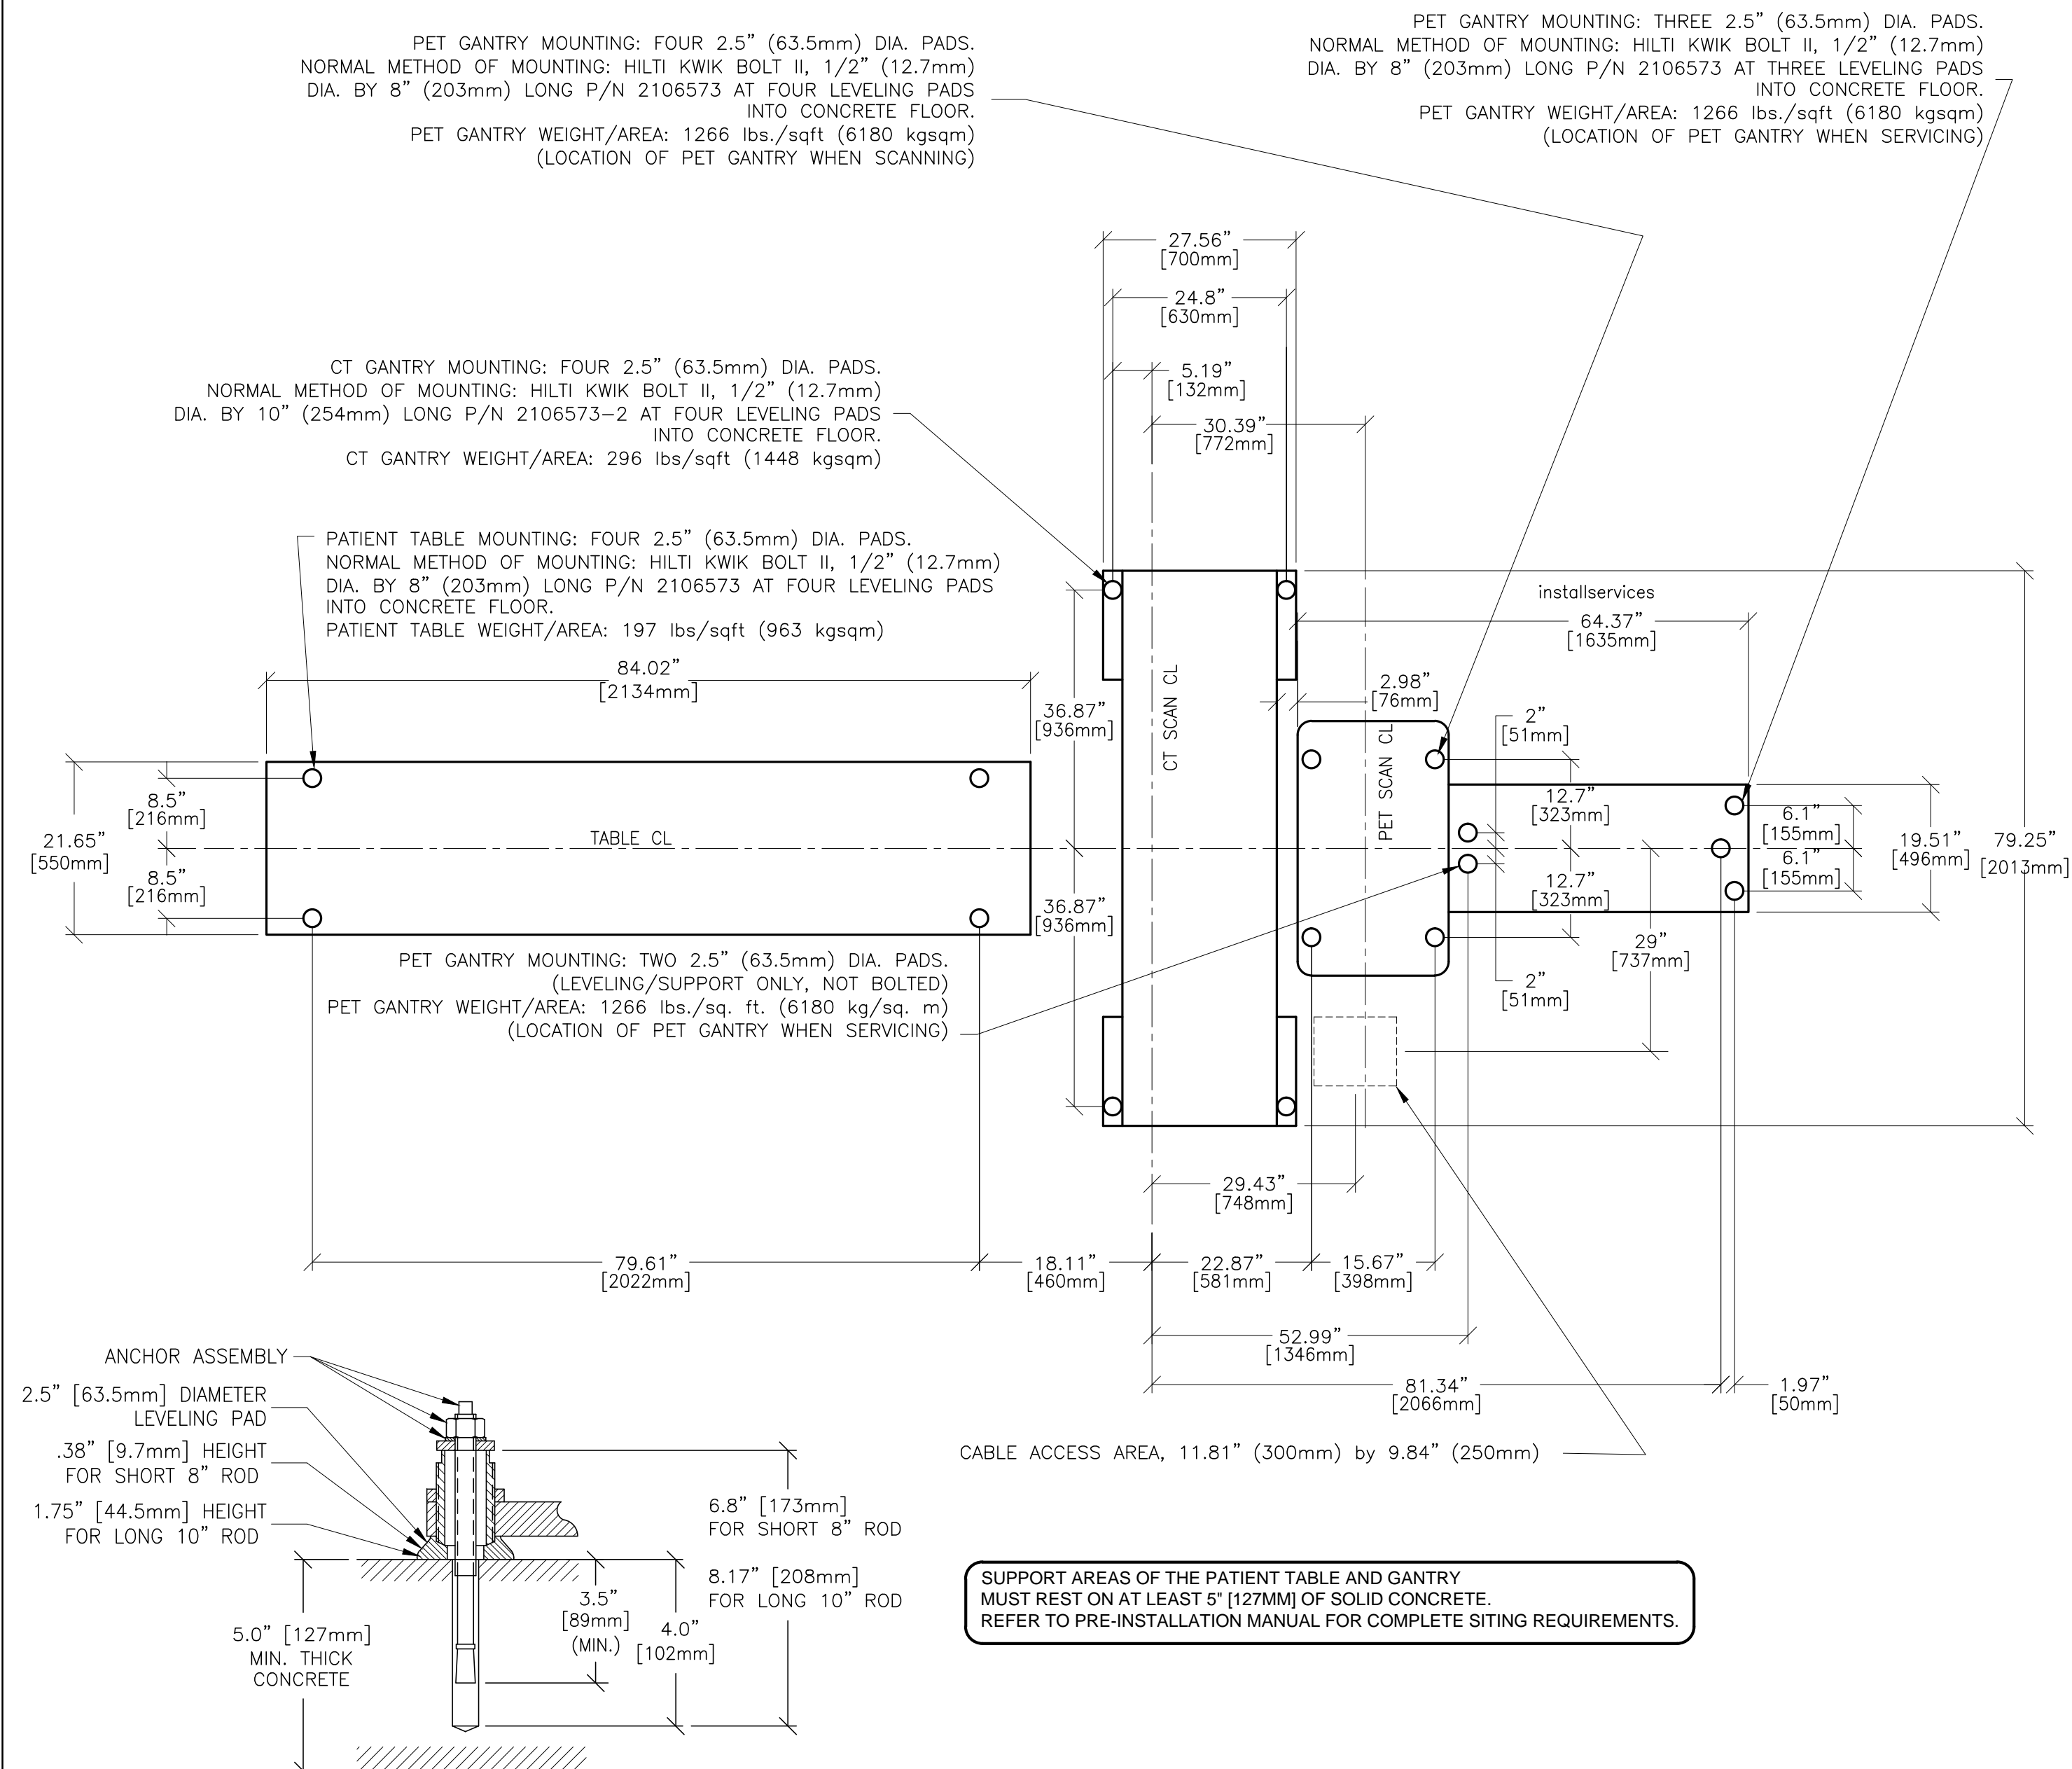 PET GANTRY MOUNTING: FOUR 2.5" (63.5mm) DIA. PADS.
NORMAL METHOD OF MOUNTING: HILTI KWIK BOLT II, 1/2" (12.7mm)
DIA. BY 8" (203mm) LONG P/N 2106573 AT FOUR LEVELING PADS
INTO CONCRETE FLOOR.
PET GANTRY WEIGHT/AREA: 1266 lbs./sqft (6180 kgsqm)
(LOCATION OF PET GANTRY WHEN SCANNING)
PET GANTRY MOUNTING: THREE 2.5" (63.5mm) DIA. PADS.
NORMAL METHOD OF MOUNTING: HILTI KWIK BOLT II, 1/2" (12.7mm)
DIA. BY 8" (203mm) LONG P/N 2106573 AT THREE LEVELING PADS
INTO CONCRETE FLOOR.
PET GANTRY WEIGHT/AREA: 1266 lbs./sqft (6180 kgsqm)
(LOCATION OF PET GANTRY WHEN SERVICING)
27.56"
[700mm]
24.8"
[630mm]
5.19"
[132mm]
30.39"
[772mm]
CT GANTRY MOUNTING: FOUR 2.5" (63.5mm) DIA. PADS.
NORMAL METHOD OF MOUNTING: HILTI KWIK BOLT II, 1/2" (12.7mm)
DIA. BY 10" (254mm) LONG P/N 2106573-2 AT FOUR LEVELING PADS
INTO CONCRETE FLOOR.
CT GANTRY WEIGHT/AREA: 296 lbs/sqft (1448 kgsqm)
PATIENT TABLE MOUNTING: FOUR 2.5" (63.5mm) DIA. PADS.
NORMAL METHOD OF MOUNTING: HILTI KWIK BOLT II, 1/2" (12.7mm)
DIA. BY 8" (203mm) LONG P/N 2106573 AT FOUR LEVELING PADS
INTO CONCRETE FLOOR.
PATIENT TABLE WEIGHT/AREA: 197 lbs/sqft (963 kgsqm)
installservices
64.37"
[1635mm]
84.02"
[2134mm]
CT SCAN CL
2.98"
[76mm]
36.87"
[936mm]
2"
[51mm]
PET SCAN CL
8.5"
[216mm]
12.7"
[323mm]
6.1"
[155mm]
21.65"
[550mm]
TABLE CL
19.51"
[496mm]
79.25"
[2013mm]
8.5"
[216mm]
36.87"
[936mm]
12.7"
[323mm]
6.1"
[155mm]
29"
[737mm]
2"
[51mm]
PET GANTRY MOUNTING: TWO 2.5" (63.5mm) DIA. PADS.
(LEVELING/SUPPORT ONLY, NOT BOLTED)
PET GANTRY WEIGHT/AREA: 1266 lbs./sq. ft. (6180 kg/sq. m)
(LOCATION OF PET GANTRY WHEN SERVICING)
29.43"
[748mm]
79.61"
[2022mm]
18.11"
[460mm]
22.87"
[581mm]
15.67"
[398mm]
52.99"
[1346mm]
81.34"
[2066mm]
1.97"
[50mm]
CABLE ACCESS AREA, 11.81" (300mm) by 9.84" (250mm)
ANCHOR ASSEMBLY
2.5" [63.5mm] DIAMETER
LEVELING PAD
.38" [9.7mm] HEIGHT
FOR SHORT 8" ROD
1.75" [44.5mm] HEIGHT
FOR LONG 10" ROD
6.8" [173mm]
FOR SHORT 8" ROD
8.17" [208mm]
FOR LONG 10" ROD
3.5"
[89mm]
(MIN.)
4.0"
[102mm]
5.0" [127mm]
MIN. THICK
CONCRETE
SUPPORT AREAS OF THE PATIENT TABLE AND GANTRY
MUST REST ON AT LEAST 5" [127MM] OF SOLID CONCRETE.
REFER TO PRE-INSTALLATION MANUAL FOR COMPLETE SITING REQUIREMENTS.